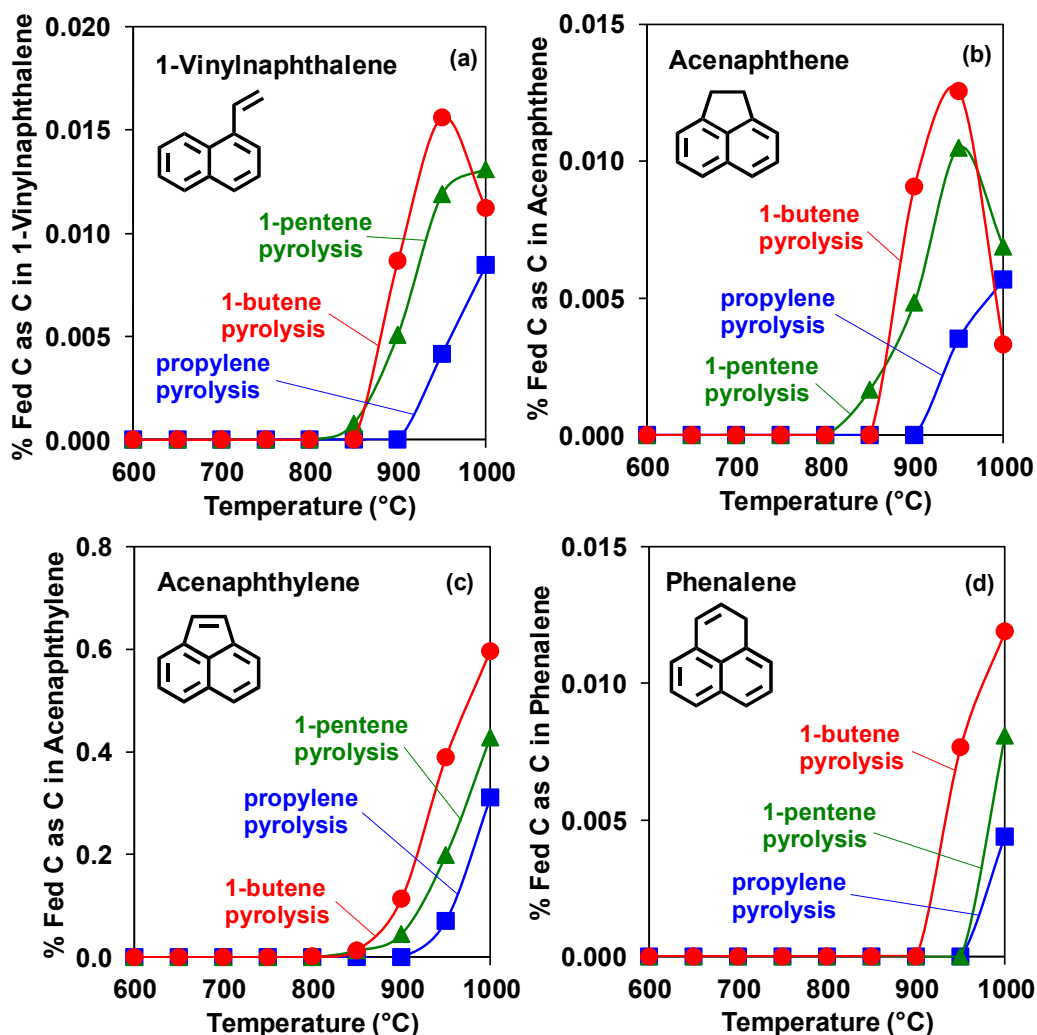 % Fed C as C in 1-Vinylnaphthalene
0.020
0.015
0.010
0.005
0.000
1-Vinylnaphthalene
(a)
1-pentene
pyrolysis
1-butene
pyrolysis
propylene
pyrolysis
600 700 800 900 1000
Temperature (°C)
% Fed C as C in Acenaphthene
0.015
0.010
0.005
0.000
Acenaphthene
(b)
1-butene
pyrolysis
propylene
pyrolysis
1-pentene
pyrolysis
600 700 800 900 1000
Temperature (°C)
% Fed C as C in Acenaphthylene
0.8
0.6
0.4
0.2
0.0
Acenaphthylene
(c)
1-pentene
pyrolysis
propylene
pyrolysis
1-butene
pyrolysis
600 700 800 900 1000
Temperature (°C)
% Fed C as C in Phenalene
0.015
0.010
0.005
0.000
Phenalene
(d)
1-butene
pyrolysis
1-pentene
pyrolysis
propylene
pyrolysis
600 700 800 900 1000
Temperature (°C)